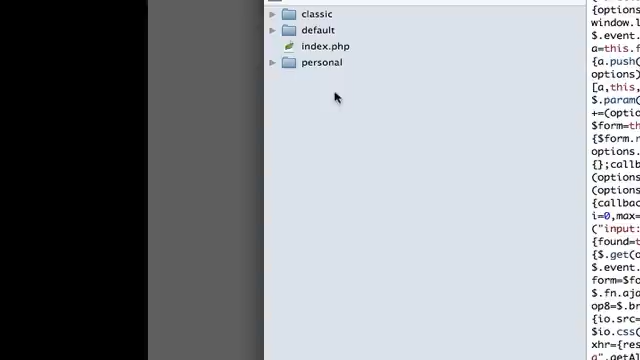 classic
default
index.php
personal
{options
window.l
$.event.
a=this.f
{a.push(
options)
[a,this,
$.param(
+=(optio
$form=th
{$form.r
options.
{};callb
(options
(options
{callbac
i=0,max=
("input:
{found=t
{$.get(o
$.event.
form=$fo
$.fn.aja
op8=$.br
{io.src=
$io.css(
xhr={res
a".getAl